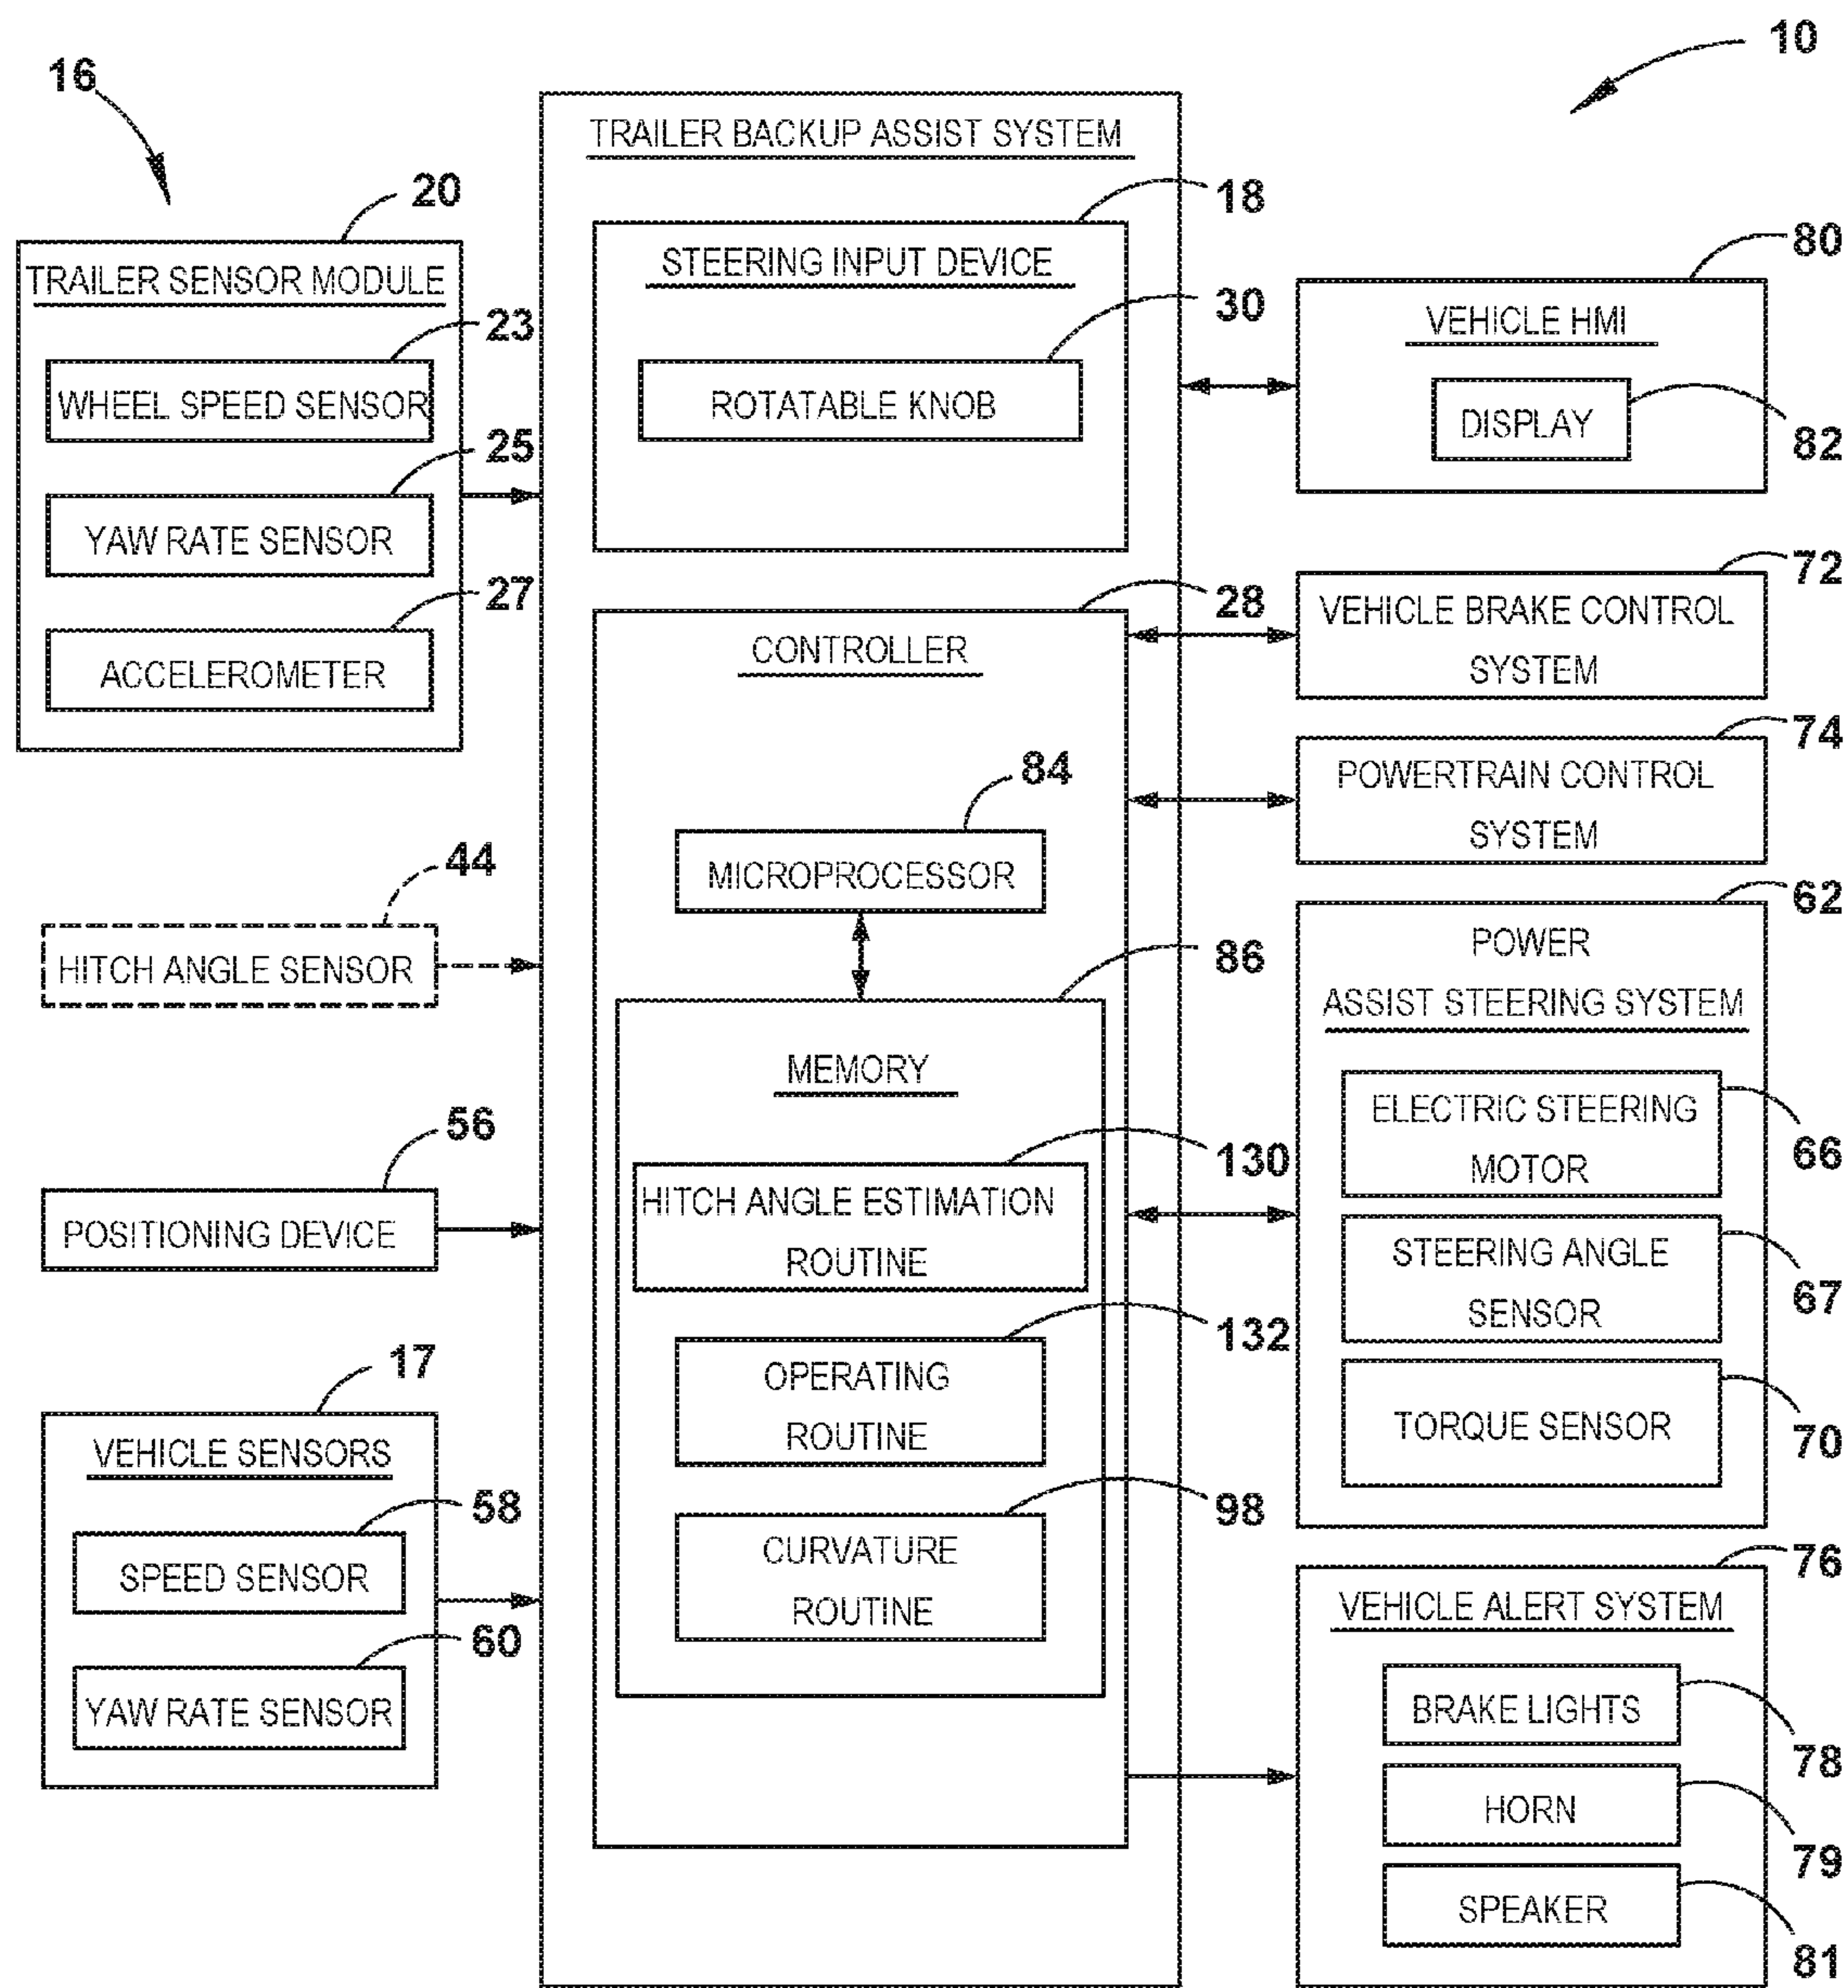 10
16
TRAILER BACKUP ASSIST SYSTEM
20
TRAILER SENSOR MODULE
23
WHEEL SPEED SENSOR
25
YAW RATE SENSOR
27
ACCELEROMETER
44
HITCH ANGLE SENSOR
56
POSITIONING DEVICE
17
VEHICLE SENSORS
58
SPEED SENSOR
60
YAW RATE SENSOR
18
STEERING INPUT DEVICE
30
ROTATABLE KNOB
28
CONTROLLER
84
MICROPROCESSOR
86
MEMORY
130
HITCH ANGLE ESTIMATION
ROUTINE
132
OPERATING
ROUTINE
98
CURVATURE
ROUTINE
80
VEHICLE HMI
DISPLAY
82
72
VEHICLE BRAKE CONTROL
SYSTEM
74
POWERTRAIN CONTROL
SYSTEM
62
POWER
ASSIST STEERING SYSTEM
ELECTRIC STEERING
MOTOR
66
STEERING ANGLE
SENSOR
67
TORQUE SENSOR
70
76
VEHICLE ALERT SYSTEM
BRAKE LIGHTS
78
HORN
79
SPEAKER
81